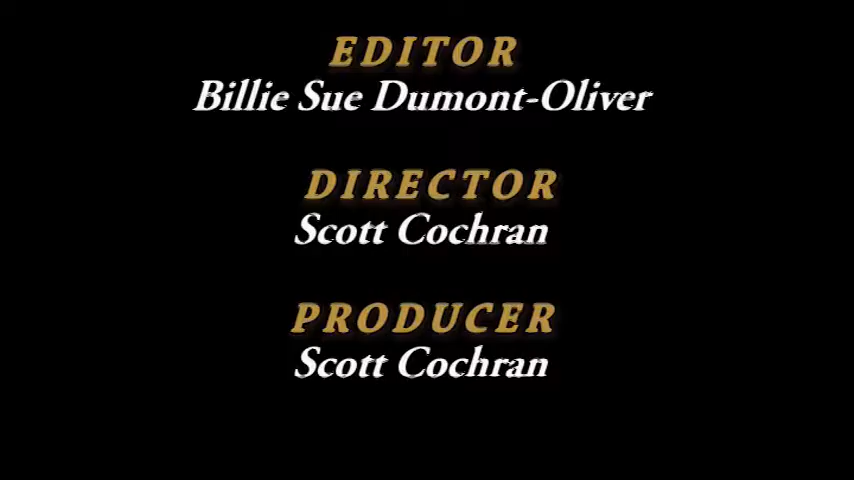 EDITOR
Billie Sue Dumont-Oliver
DIRECTOR
Scott Cochran
PRODUCER
Scott Cochran